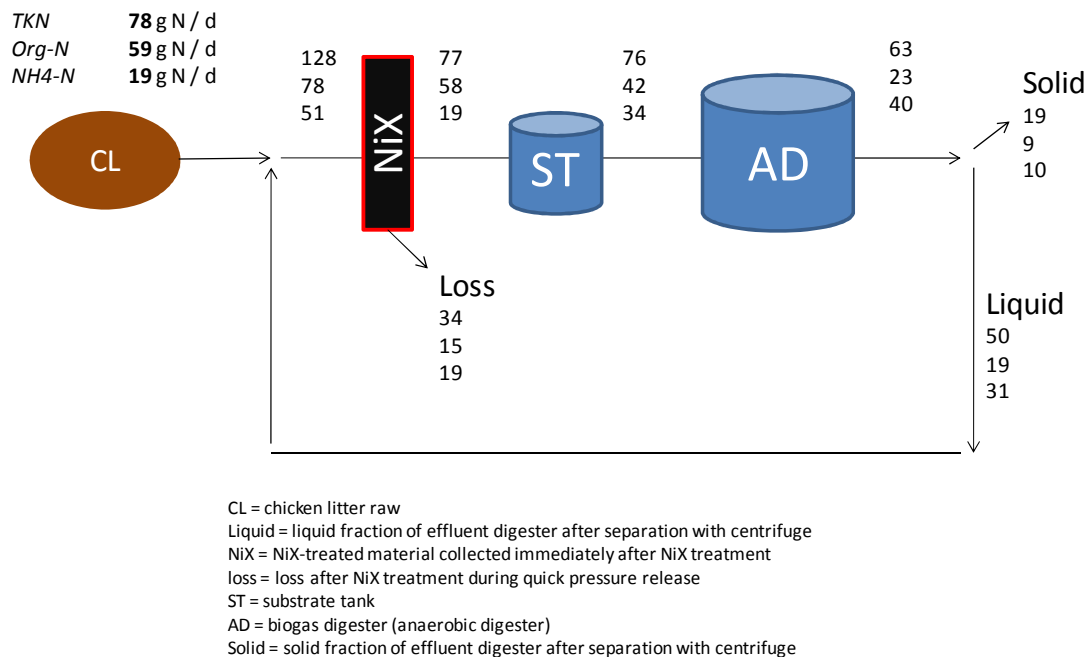 TKN 78 g N / d
Org-N 59 g N / d
NH4-N 19 g N / d
CL
128
78
51
NiX
77
58
19
ST
76
42
34
AD
63
23
40
Solid
19
9
10
Loss
34
15
19
Liquid
50
19
31
CL = chicken litter raw
Liquid = liquid fraction of effluent digester after separation with centrifuge
NiX = NiX-treated material collected immediately after NiX treatment
loss = loss after NiX treatment during quick pressure release
ST = substrate tank
AD = biogas digester (anaerobic digester)
Solid = solid fraction of effluent digester after separation with centrifuge